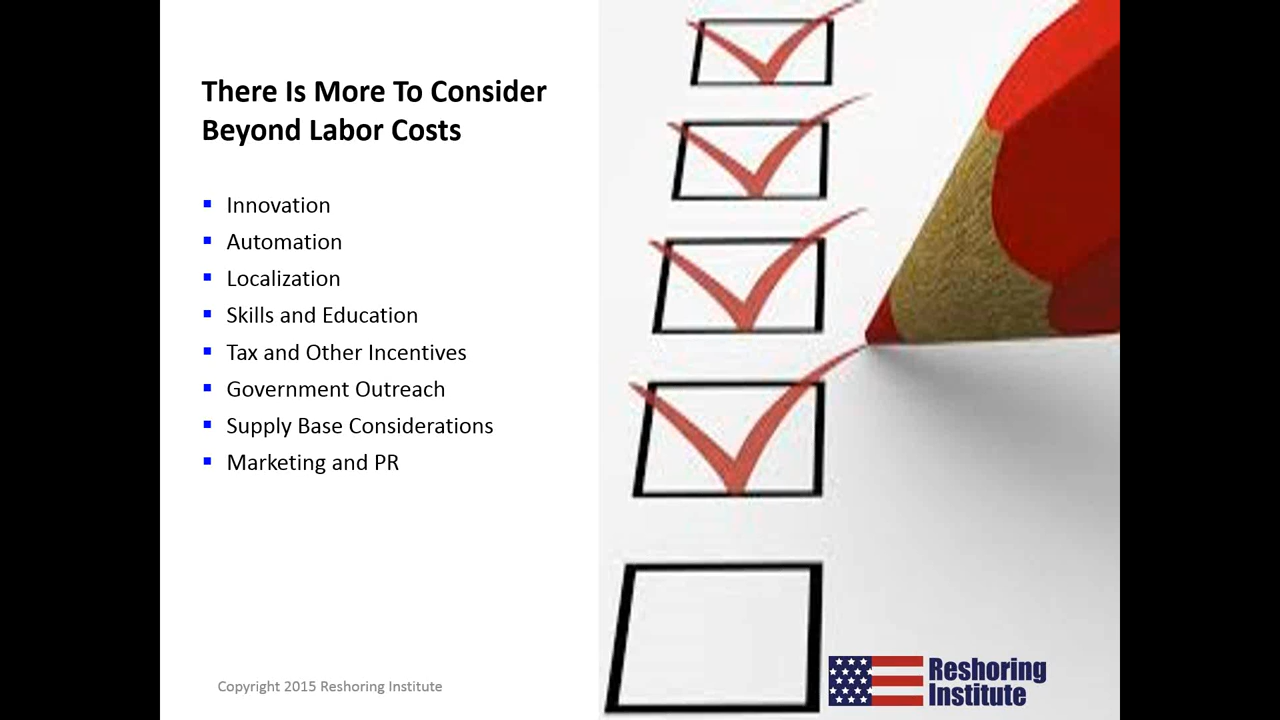 There Is More To Consider
Beyond Labor Costs
Innovation
Automation
Localization
Skills and Education
Tax and Other Incentives
Government Outreach
Supply Base Considerations
Marketing and PR
Copyright 2015 Reshoring Institute
Reshoring
Institute